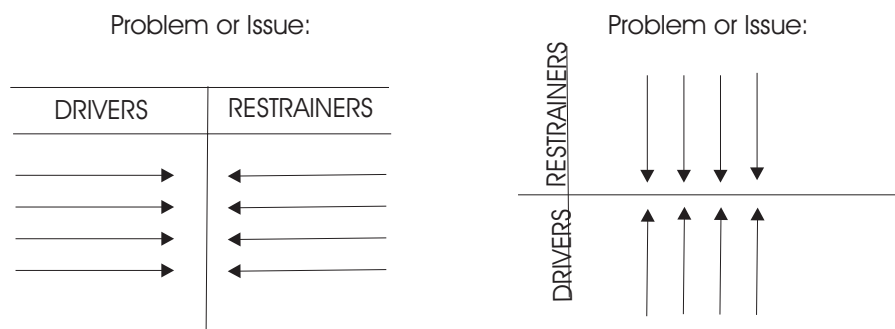 Problem or Issue:
DRIVERS
RESTRAINERS
Problem or Issue:
RESTRAINERS
DRIVERS